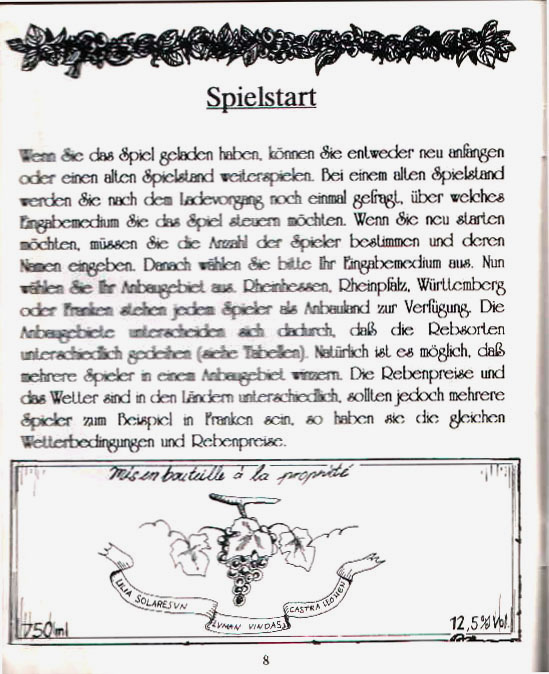 Spielstart
Wenn Sie das Spiel geladen haben, können Sie entweder neu anfangen
oder einen alten Spielstand weiterspielen. Bei einem alten Spielstand
werden Sie nach dem Ladevorgang noch einmal gefragt, über welches
Eingabemedium Sie das Spiel steuern möchten. Wenn Sie neu starten
möchten, müssen Sie die Anzahl der Spieler bestimmen und deren
Namen eingeben. Danach wählen Sie bitte Ihr Eingabemedium aus. Nun
wählen Sie Ihr Anbaugebiet aus. Rheinhessen, Rheinpfalz, Württemberg
oder Franken stehen jedem Spieler als Anbauland zur Verfügung. Die
Anbaugebiete unterscheiden sich dadurch, daß die Rebsorten
unterschiedlich gedeihen (siehe Tabellen). Natürlich ist es möglich, daß
mehrere Spieler in einem Anbaugebiet winzern. Die Rebenpreise und
das Wetter sind in den Ländern unterschiedlich, sollten jedoch mehrere
Spieler zum Beispiel in Franken sein, so haben sie die gleichen
Wetterbedingungen und Rebenpreise.
Mis en bouteille á la propriété
LILIA SOLARESVN
LVMAN VINDAS
CASTRA
750ml
12,5% Vol.
8